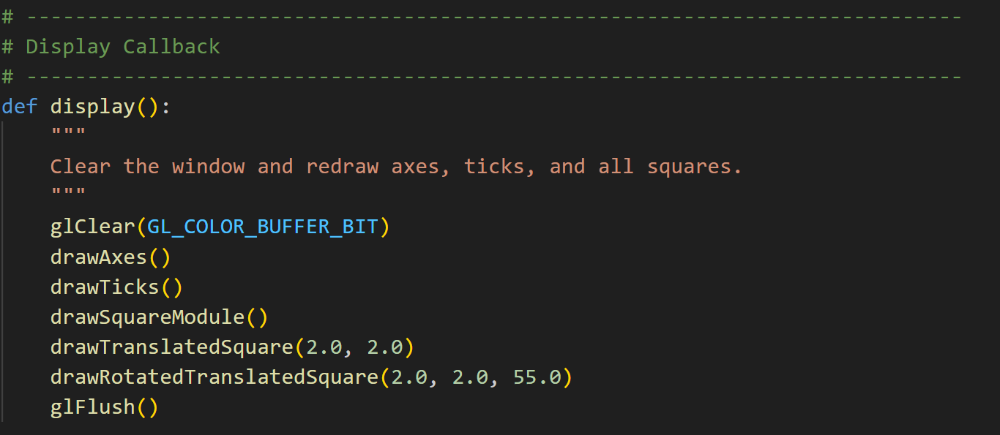 # -----------------------------------------------------------------------------
# Display Callback
# -----------------------------------------------------------------------------
def display():
    """
    Clear the window and redraw axes, ticks, and all squares.
    """
    glClear(GL_COLOR_BUFFER_BIT)
    drawAxes()
    drawTicks()
    drawSquareModule()
    drawTranslatedSquare(2.0, 2.0)
    drawRotatedTranslatedSquare(2.0, 2.0, 55.0)
    glFlush()